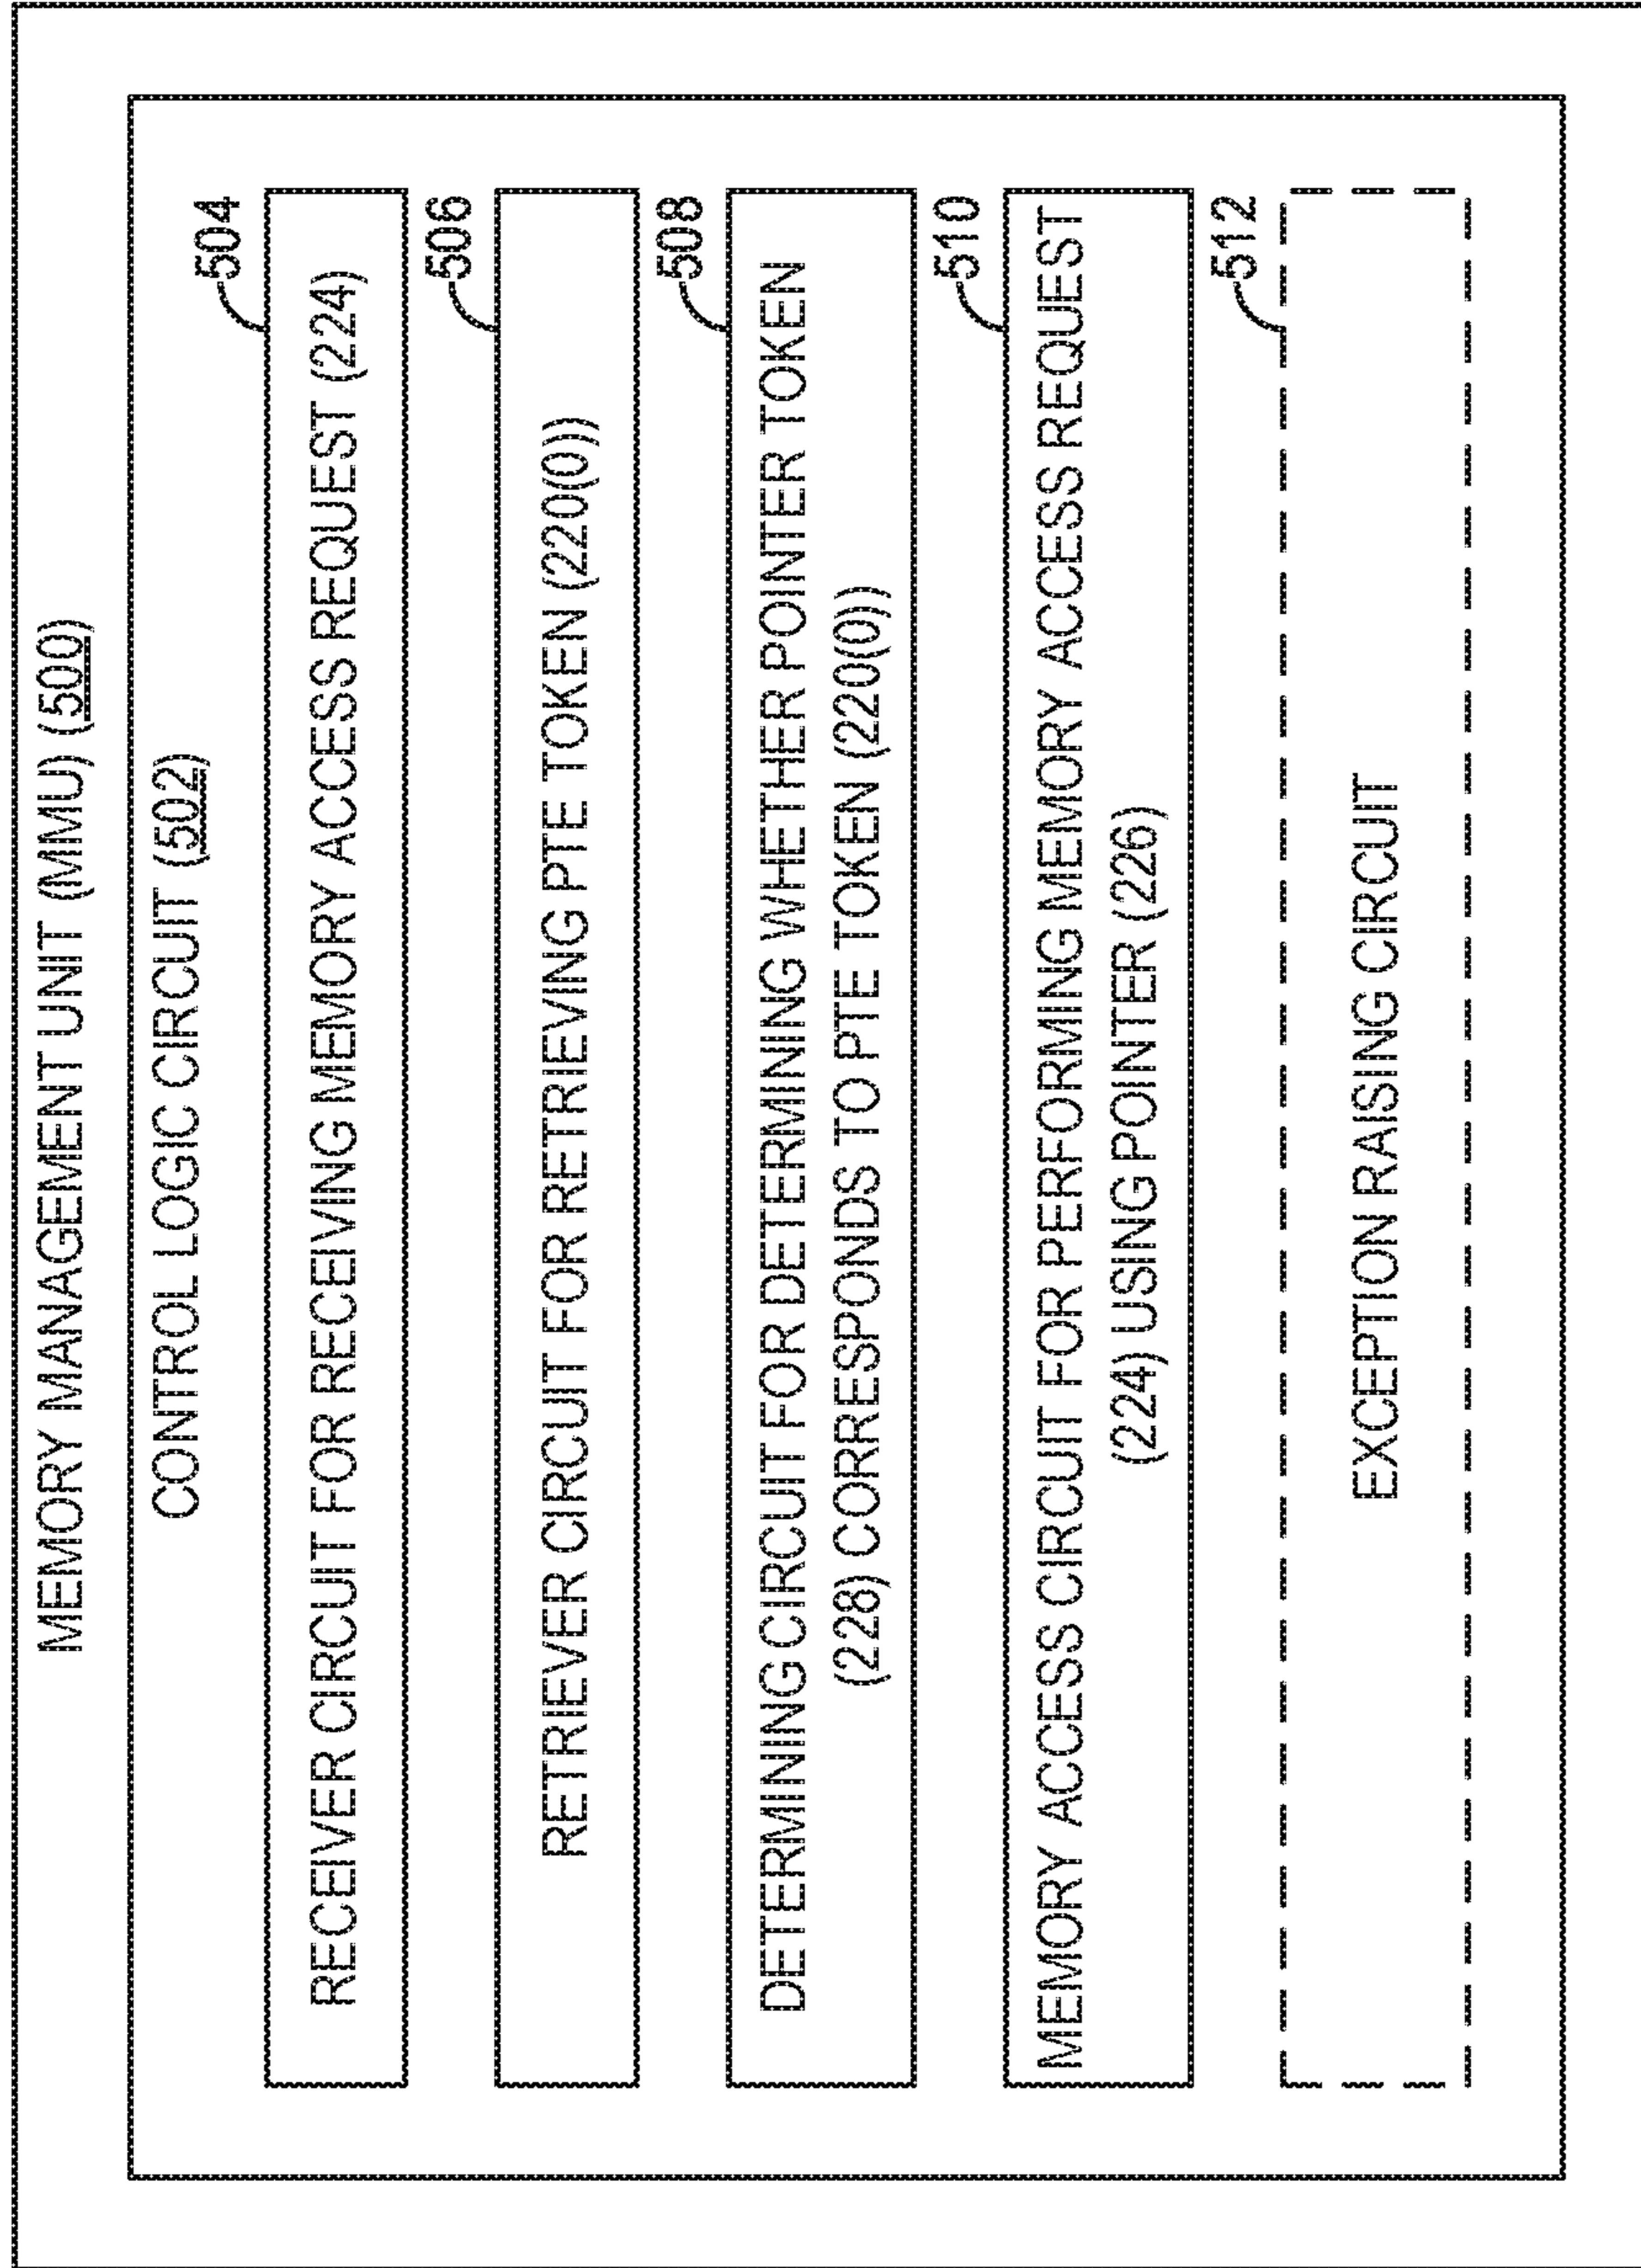 MEMORY MANAGEMENT UNIT (MMU) (500)
CONTROL LOGIC CIRCUIT (502)
504
RECEIVER CIRCUIT FOR RECEIVING MEMORY ACCESS REQUEST (224)
506
RETRIEVER CIRCUIT FOR RETRIEVING PTE TOKEN (220(0))
508
DETERMINING CIRCUIT FOR DETERMINING WHETHER POINTER TOKEN
(228) CORRESPONDS TO PTE TOKEN (220(0))
510
MEMORY ACCESS CIRCUIT FOR PERFORMING MEMORY ACCESS REQUEST
(224) USING POINTER (226)
512
EXCEPTION RAISING CIRCUIT